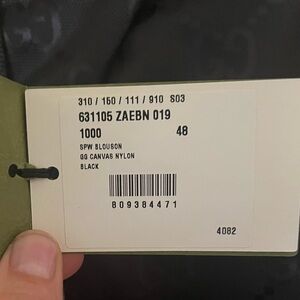 310 / 150 / 111 / 910 S03
631105 ZAEBN 019
1000 48
SPW BLOUSON
GG CANVAS NYLON
BLACK
809384471
4082